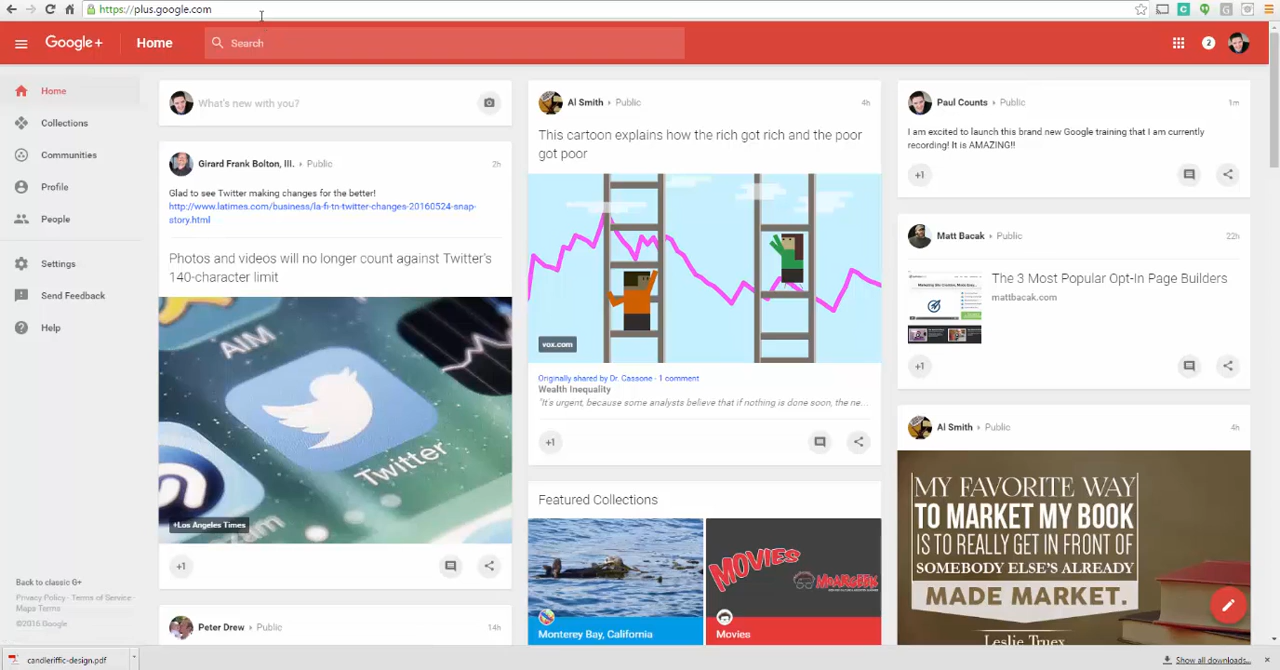 https://plus.google.com
Google+
Home
Search
2
Home
Collections
Communities
Profile
People
Settings
Send Feedback
Help
Back to classic G+
Privacy Policy · Terms of Service ·
Maps Terms
©2016 Google
What's new with you?
Girard Frank Bolton, III. › Public
2h
Glad to see Twitter making changes for the better!
http://www.latimes.com/business/la-fi-tn-twitter-changes-20160524-snap-
story.html
Photos and videos will no longer count against Twitter's
140-character limit
AIM
Twitter
+Los Angeles Times
+1
Peter Drew › Public
14h
Al Smith › Public
4h
This cartoon explains how the rich got rich and the poor
got poor
vox.com
Originally shared by Dr. Cassone · 1 comment
Wealth Inequality
"It's urgent, because some analysts believe that if nothing is done soon, the ne...
+1
Featured Collections
Monterey Bay, California
MOVIES
Movies
Paul Counts › Public
1m
I am excited to launch this brand new Google training that I am currently
recording! It is AMAZING!!
+1
Matt Bacak › Public
22h
The 3 Most Popular Opt-In Page Builders
mattbacak.com
+1
Al Smith › Public
4h
MY FAVORITE WAY
TO MARKET MY BOOK
IS TO REALLY GET IN FRONT OF
SOMEBODY ELSE'S ALREADY
MADE MARKET.
Leslie Truex
candleriffic-design.pdf
Show all downloads...